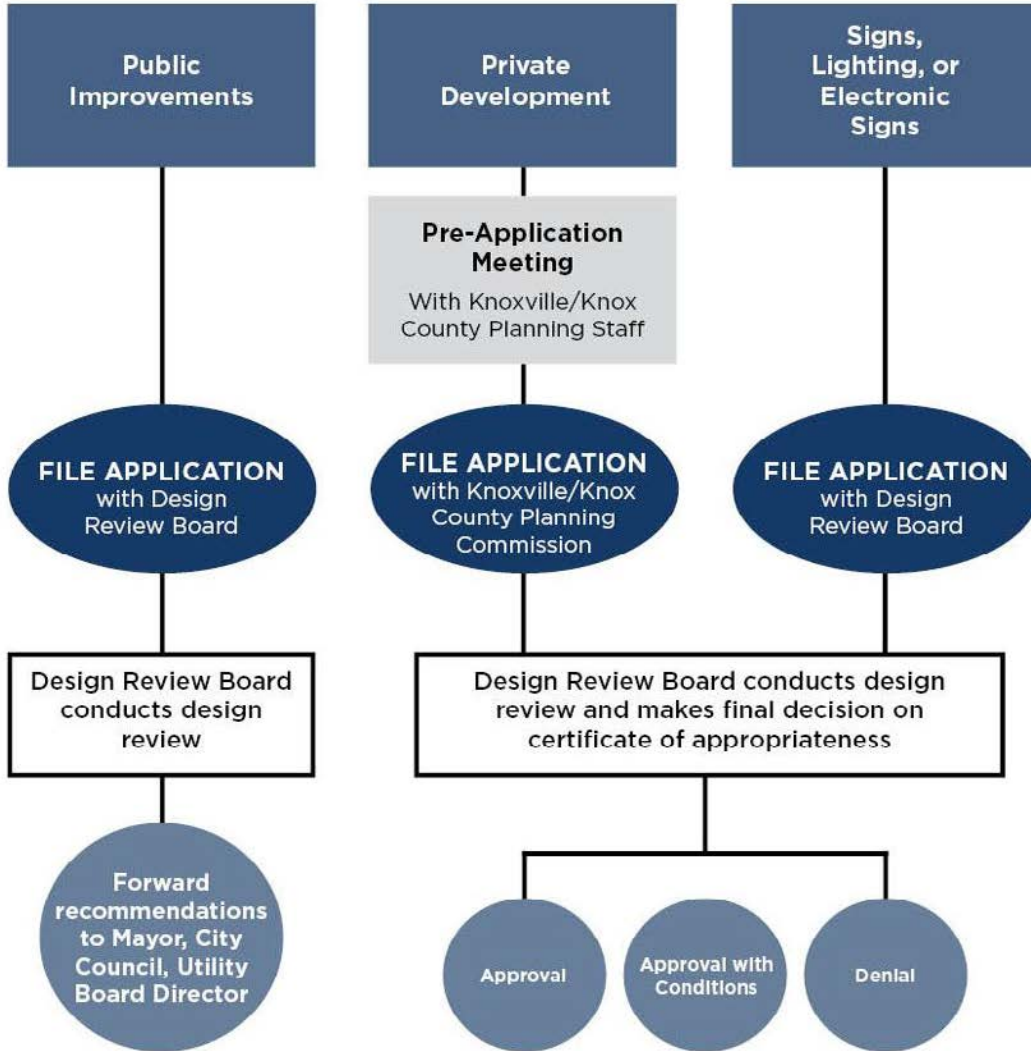 Public
Improvements
Private
Development
Signs,
Lighting, or
Electronic
Signs
Pre-Application
Meeting
With Knoxville/Knox
County Planning Staff
FILE APPLICATION
with Design
Review Board
FILE APPLICATION
with Knoxville/Knox
County Planning
Commission
FILE APPLICATION
with Design
Review Board
Design Review Board
conducts design
review
Design Review Board conducts design
review and makes final decision on
certificate of appropriateness
Forward
recommendations
to Mayor, City
Council, Utility
Board Director
Approval
Approval with
Conditions
Denial